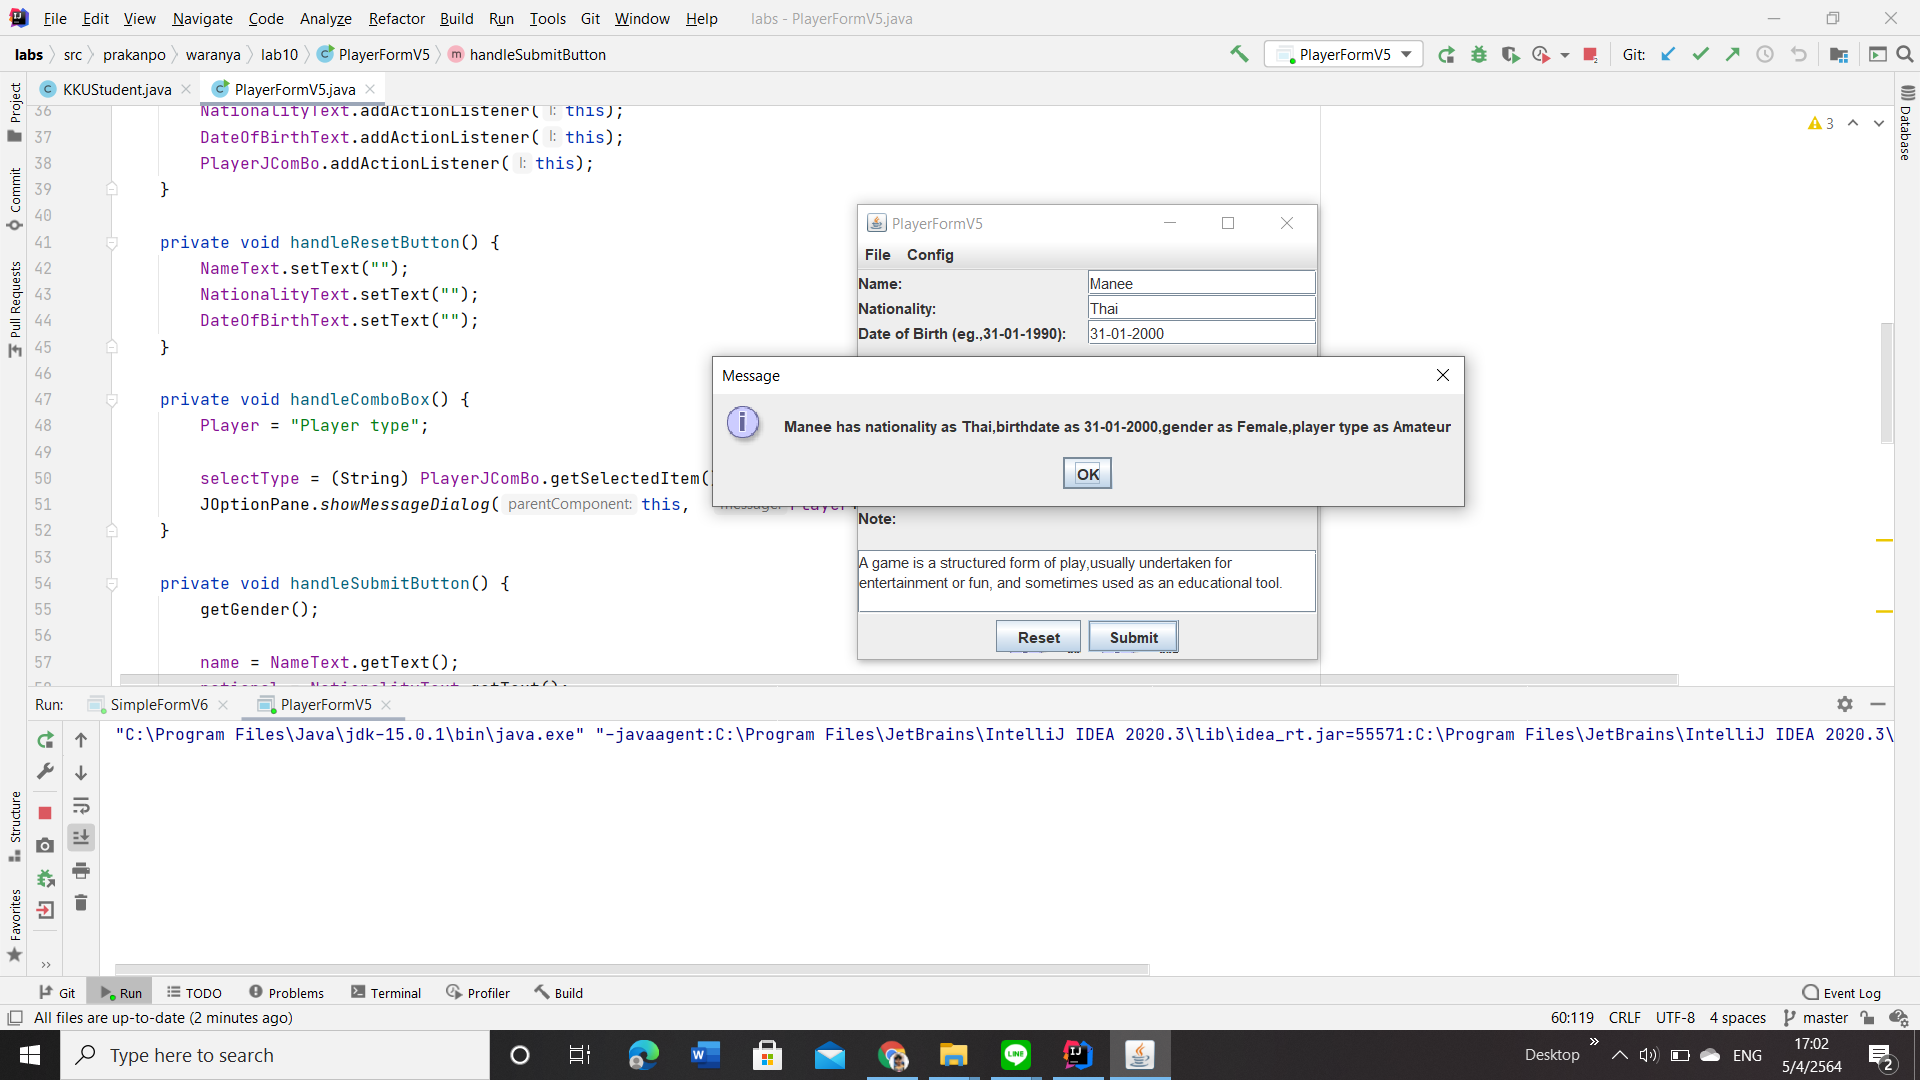 File Edit View Navigate Code Analyze Refactor Build Run Tools Git Window Help labs - PlayerFormV5.java
labs src prakanpo waranya lab10 PlayerFormV5 handleSubmitButton PlayerFormV5 Git:
KKUStudent.java PlayerFormV5.java
Project
Commit
Pull Requests
Structure
Favorites
Database
3
36 NationalityText.addActionListener( l: this);
37 DateOfBirthText.addActionListener( l: this);
38 PlayerJComBo.addActionListener( l: this);
39 }
40
41 private void handleResetButton() {
42 NameText.setText("");
43 NationalityText.setText("");
44 DateOfBirthText.setText("");
45 }
46
47 private void handleComboBox() {
48 Player = "Player type";
49
50 selectType = (String) PlayerJComBo.getSelectedItem()
51 JOptionPane.showMessageDialog( parentComponent: this,
52 }
53
54 private void handleSubmitButton() {
55 getGender();
56
57 name = NameText.getText();
PlayerFormV5
File Config
Name: Manee
Nationality: Thai
Date of Birth (eg.,31-01-1990): 31-01-2000
Message
Manee has nationality as Thai,birthdate as 31-01-2000,gender as Female,player type as Amateur
OK
Note:
A game is a structured form of play,usually undertaken for
entertainment or fun, and sometimes used as an educational tool.
Reset Submit
Run: SimpleFormV6 PlayerFormV5
"C:\Program Files\Java\jdk-15.0.1\bin\java.exe" "-javaagent:C:\Program Files\JetBrains\IntelliJ IDEA 2020.3\lib\idea_rt.jar=55571:C:\Program Files\JetBrains\IntelliJ IDEA 2020.3\
Git Run TODO Problems Terminal Profiler Build Event Log
All files are up-to-date (2 minutes ago) 60:119 CRLF UTF-8 4 spaces master
Type here to search Desktop ENG 17:02
5/4/2564 2